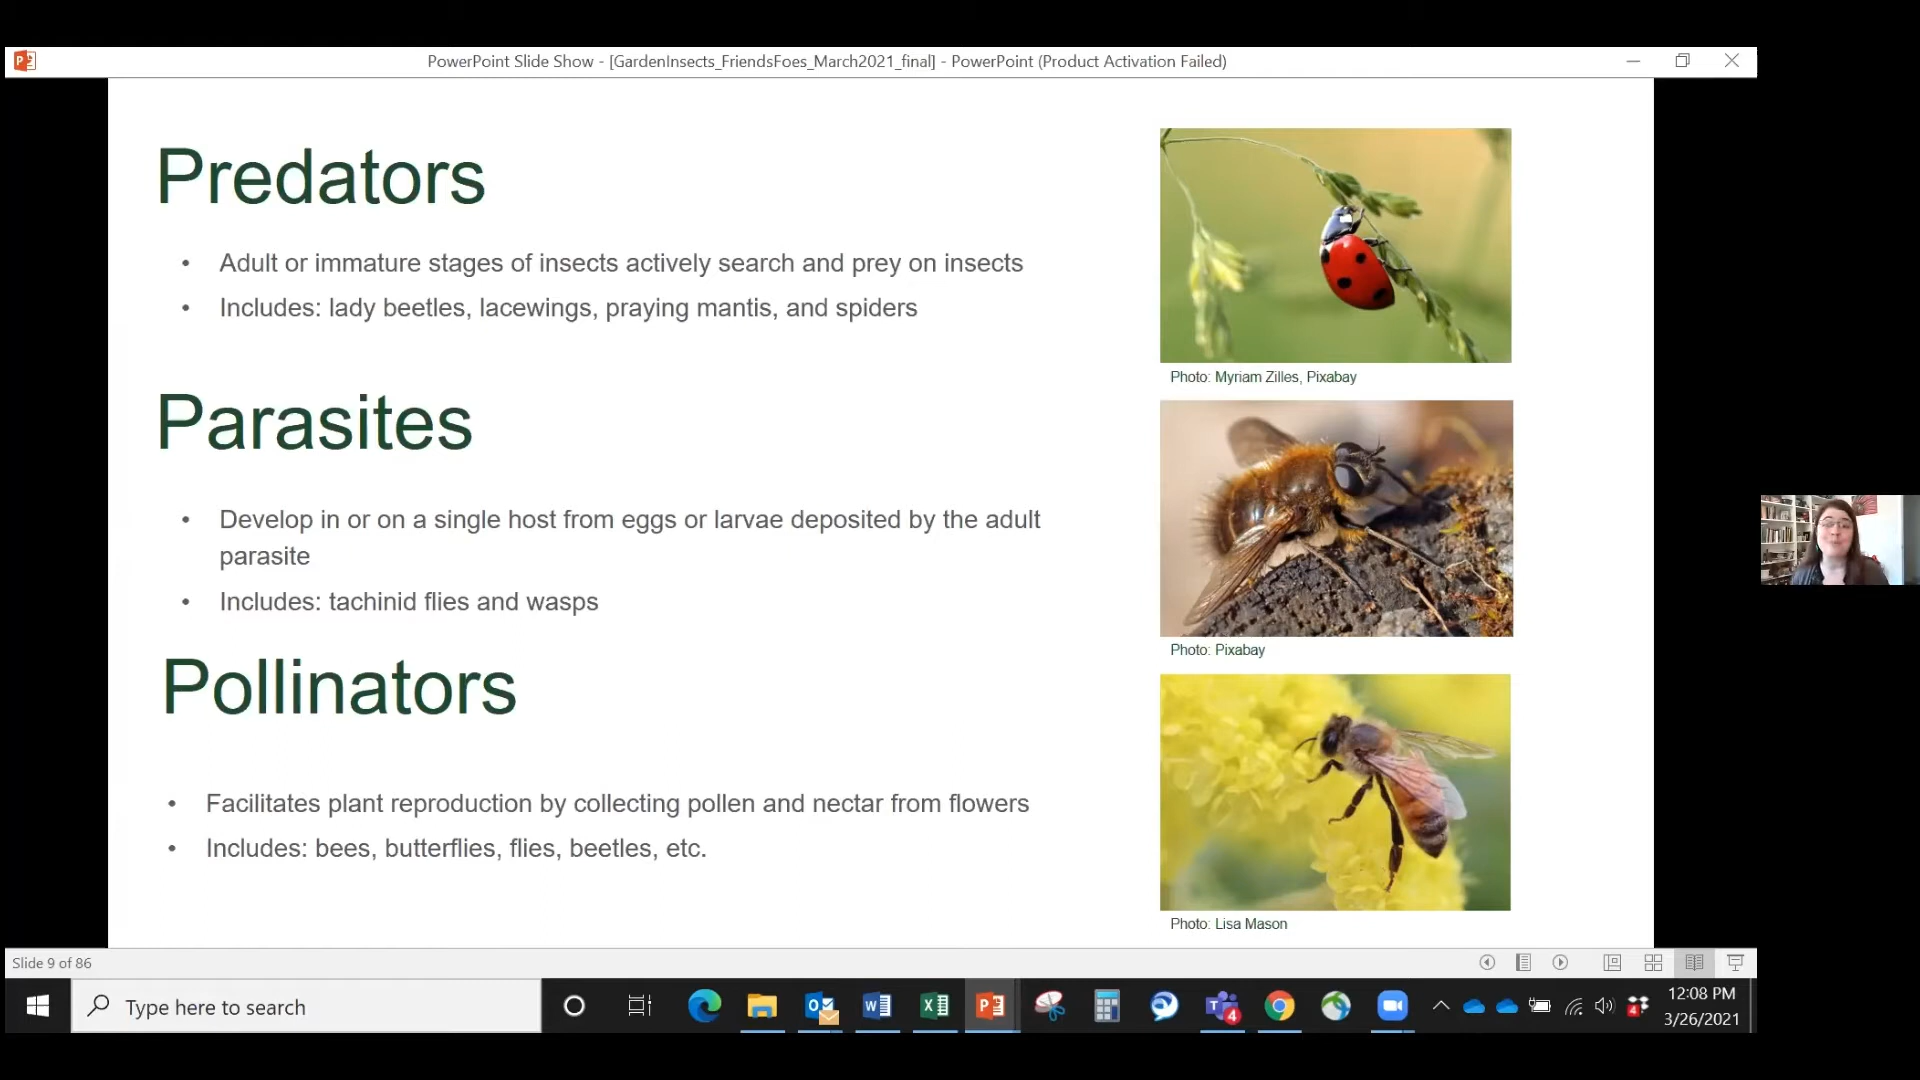 PowerPoint Slide Show - [GardenInsects_FriendsFoes_March2021_final] - PowerPoint (Product Activation Failed)
Predators
• Adult or immature stages of insects actively search and prey on insects
• Includes: lady beetles, lacewings, praying mantis, and spiders
Photo: Myriam Zilles, Pixabay
Parasites
• Develop in or on a single host from eggs or larvae deposited by the adult
parasite
• Includes: tachinid flies and wasps
Photo: Pixabay
Pollinators
• Facilitates plant reproduction by collecting pollen and nectar from flowers
• Includes: bees, butterflies, flies, beetles, etc.
Photo: Lisa Mason
Slide 9 of 86
Type here to search
4
4
12:08 PM
3/26/2021